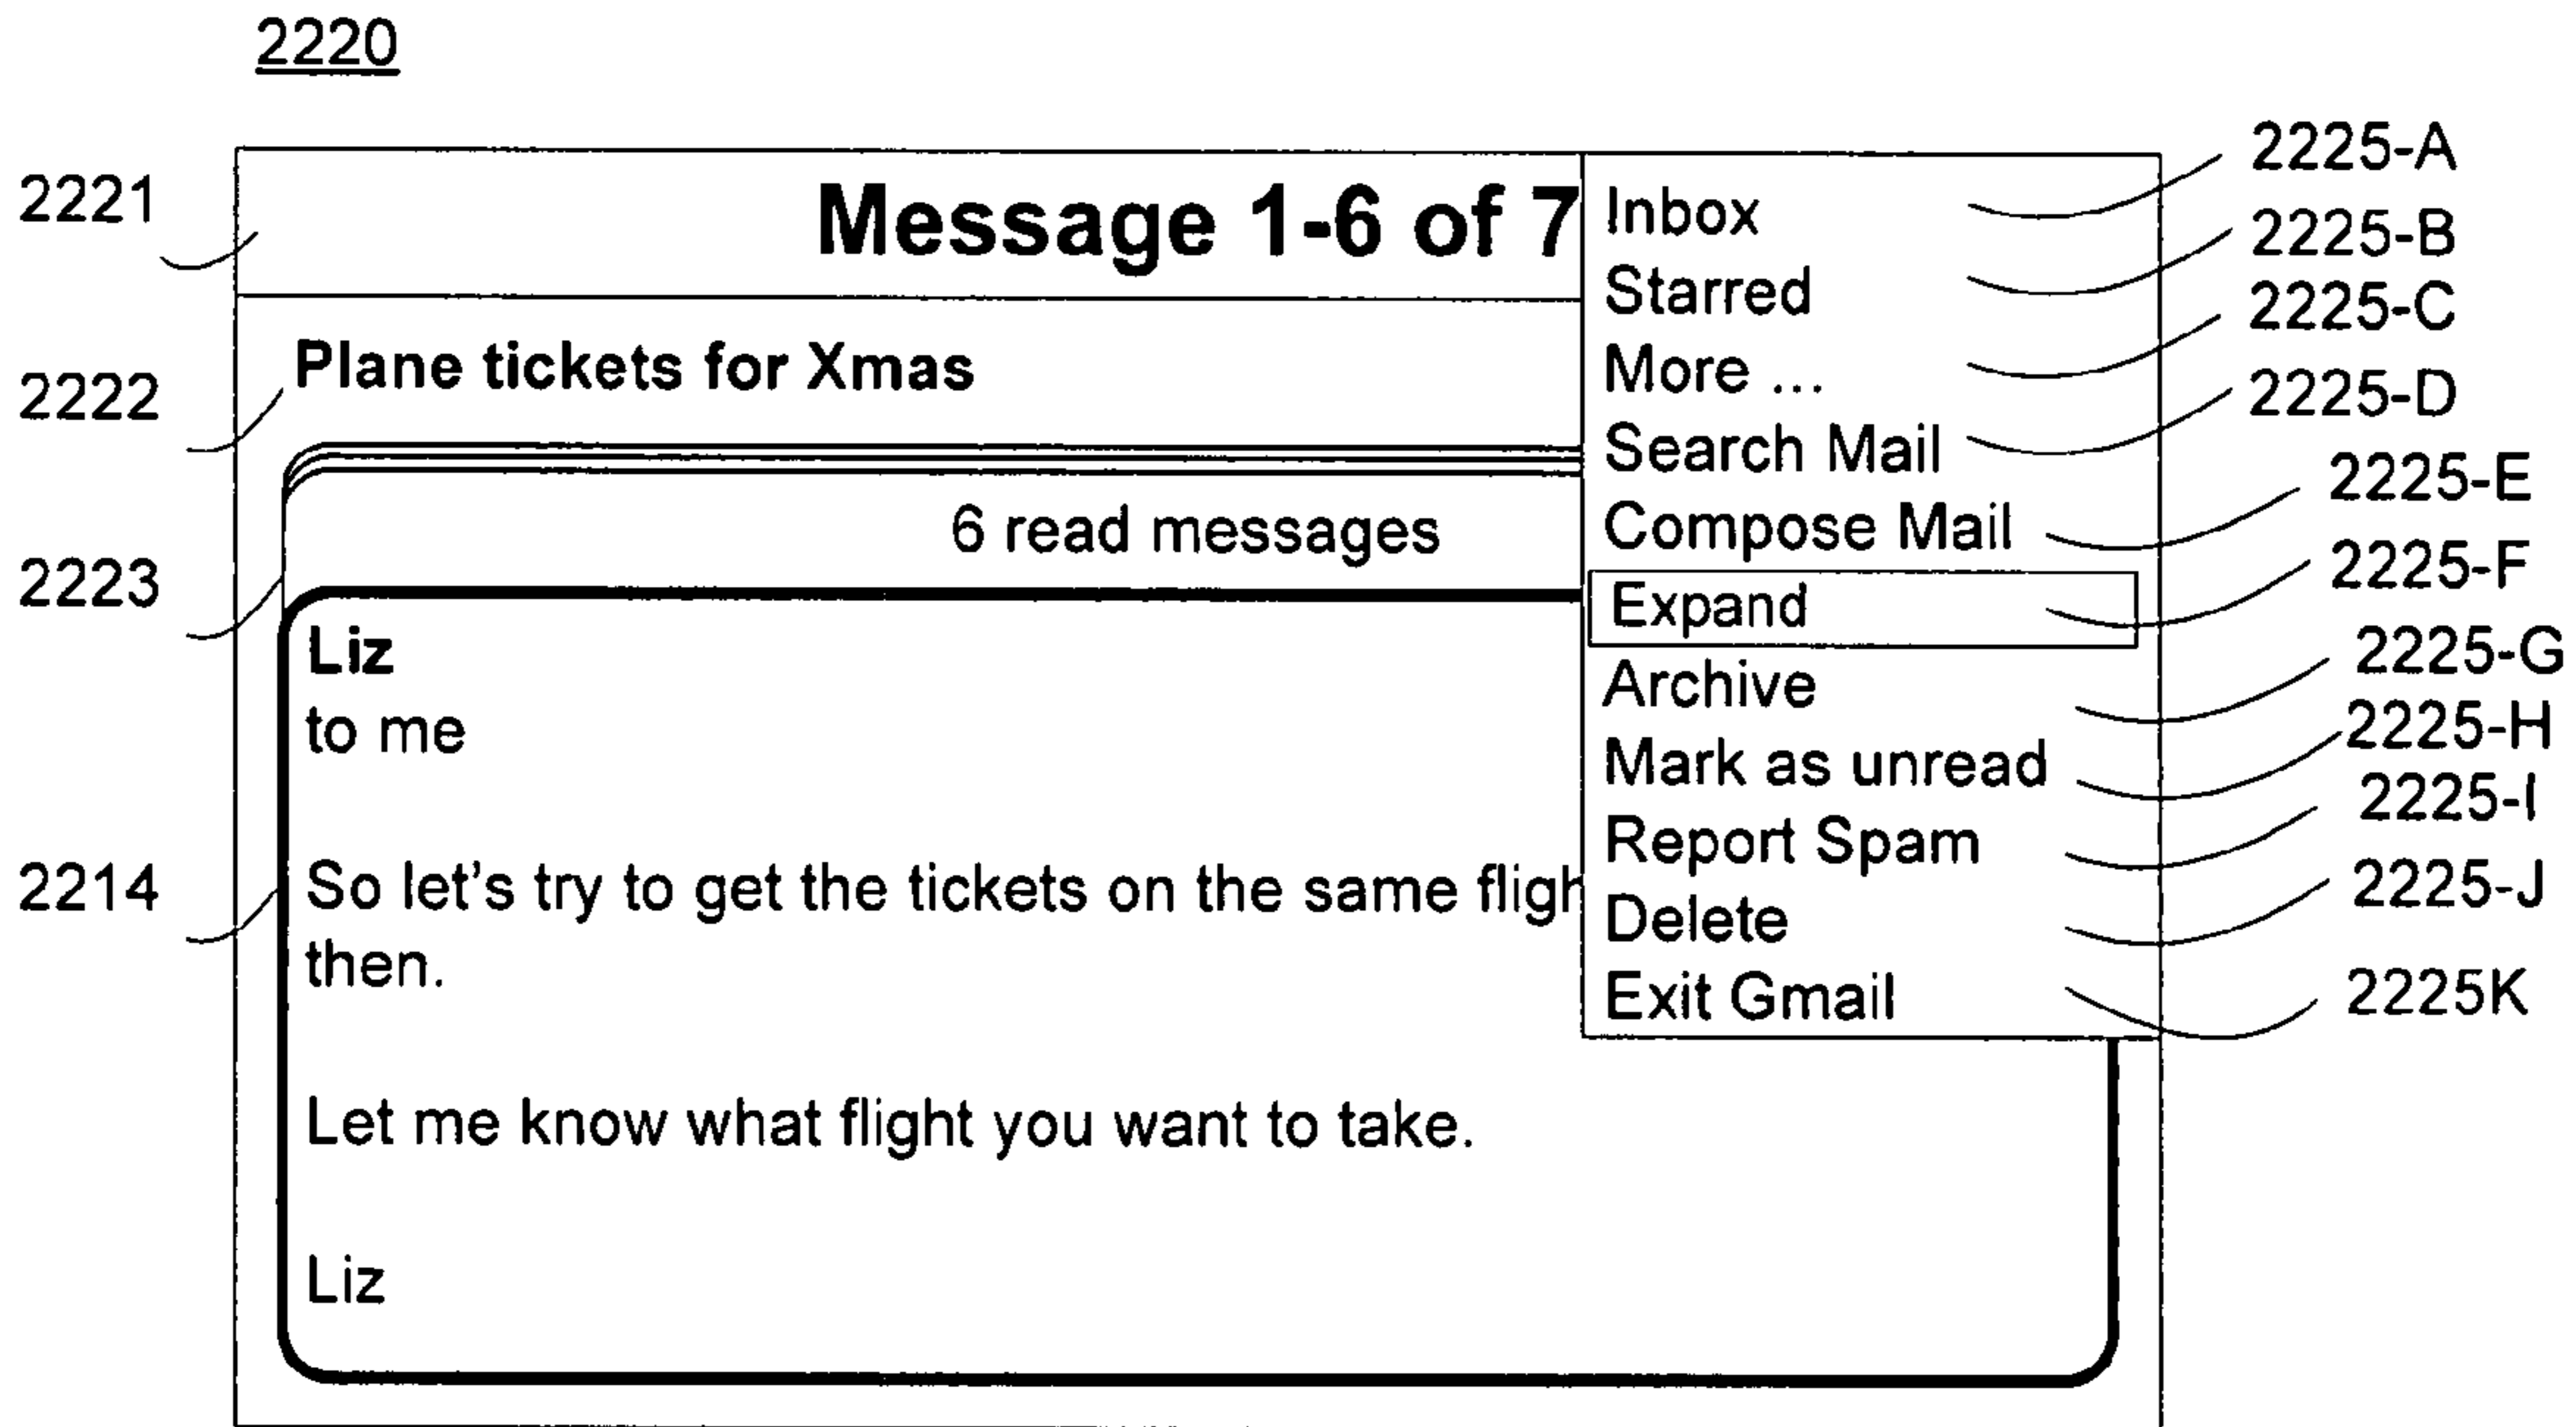 2220
2221
Message 1-6 of 7
2222
Plane tickets for Xmas
2223
6 read messages
2214
Liz
to me
So let's try to get the tickets on the same fligh
then.
Let me know what flight you want to take.
Liz
Inbox
2225-A
Starred
2225-B
More ...
2225-C
Search Mail
2225-D
Compose Mail
2225-E
Expand
2225-F
Archive
2225-G
Mark as unread
2225-H
Report Spam
2225-I
Delete
2225-J
Exit Gmail
2225K